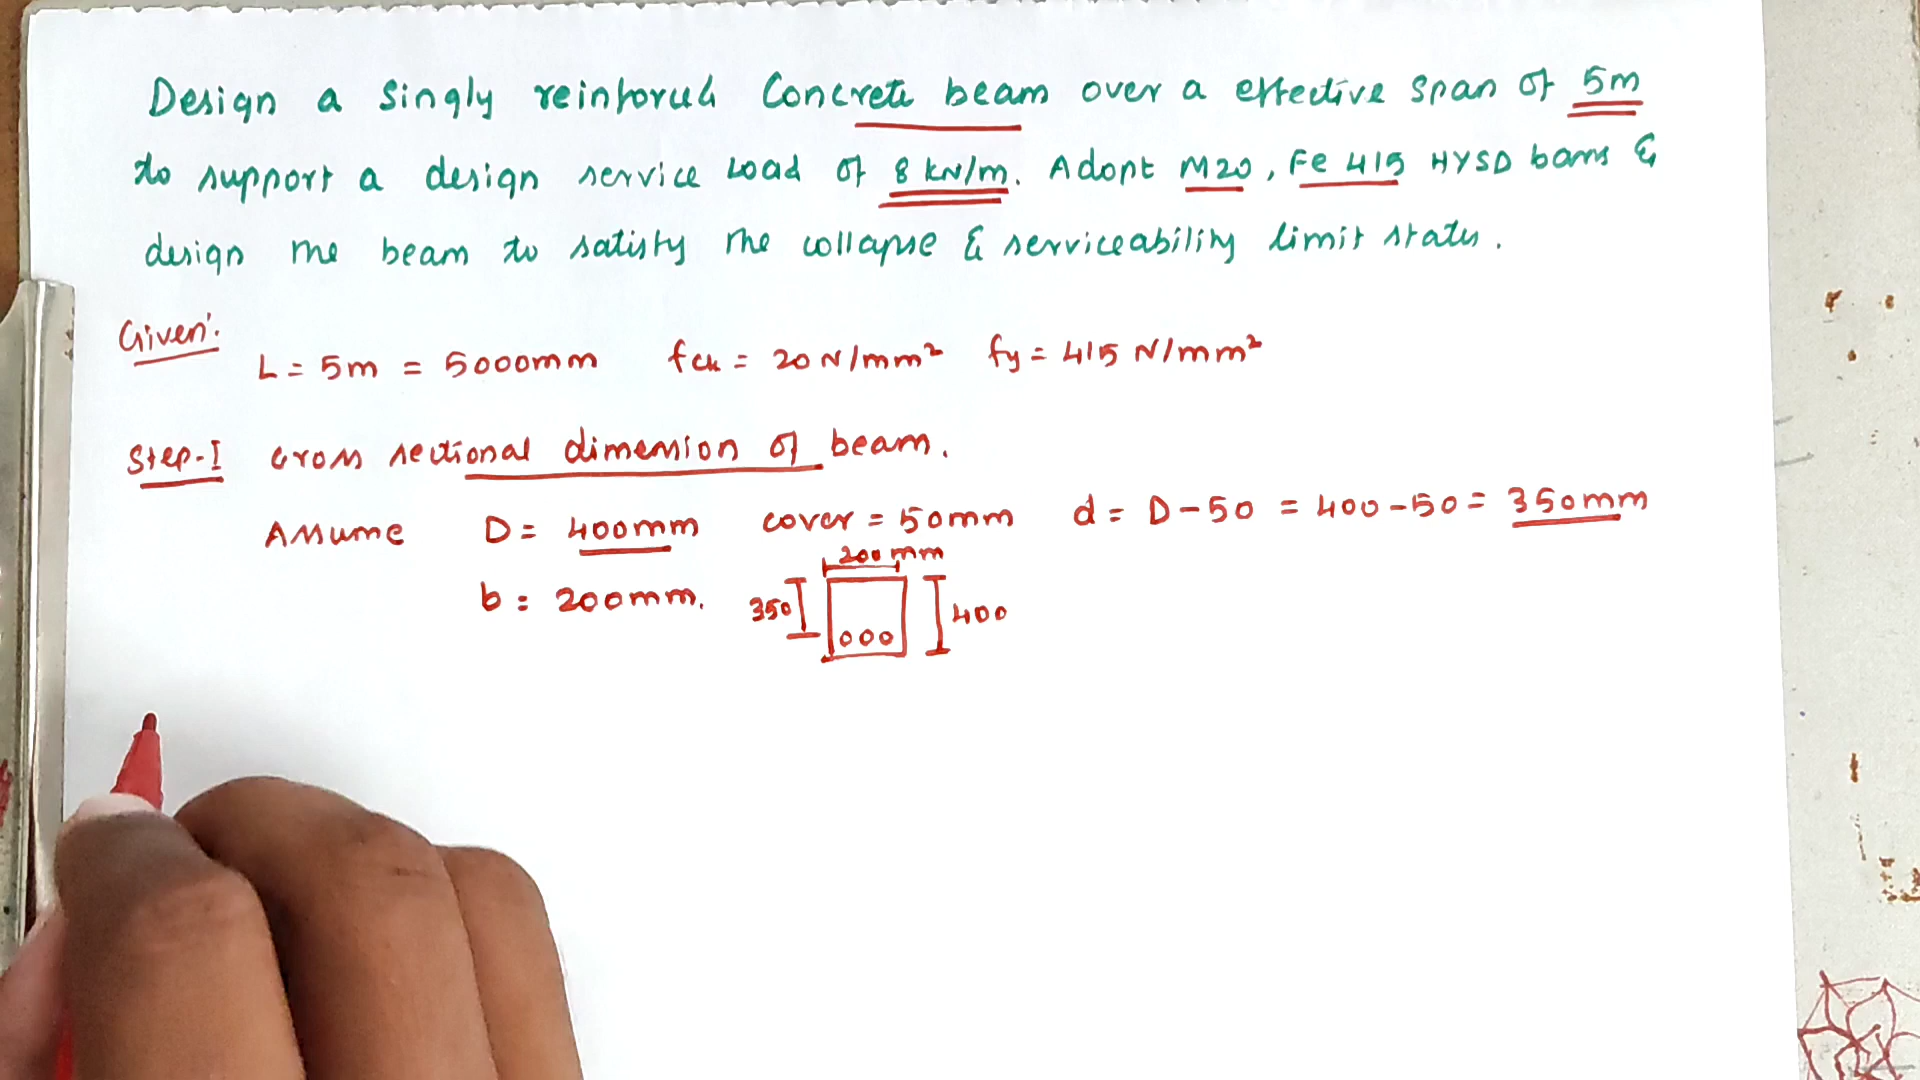 Design a singly reinforced Concrete beam over a effective span of 5m
to support a design service load of 8 kN/m. Adopt M20, Fe 415 HYSD bars &
design the beam to satisfy the collapse & serviceability limit states.
Given:
L = 5m = 5000mm fck = 20 N/mm² fy = 415 N/mm²
Step-I cross sectional dimension of beam.
Assume D = 400mm cover = 50mm d = D-50 = 400-50 = 350mm
200mm
b = 200mm. 350 400